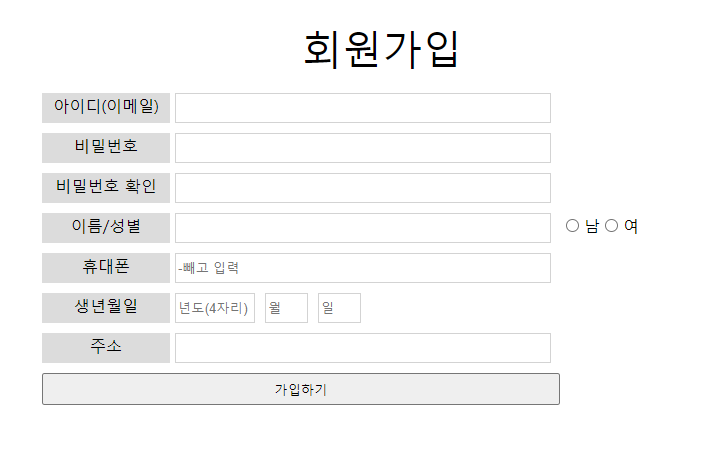 회원가입
아이디(이메일)
비밀번호
비밀번호 확인
이름/성별 남 여
휴대폰 -빼고 입력
생년월일 년도(4자리) 월 일
주소
가입하기